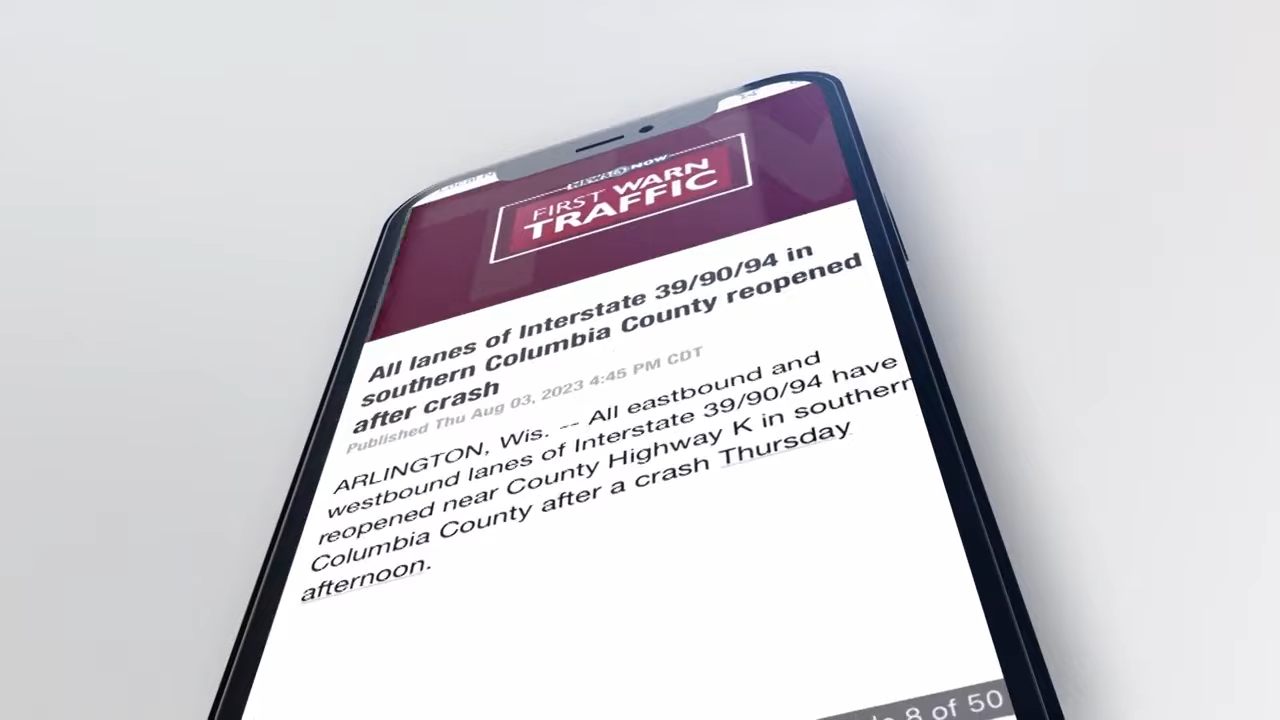 NEWS NOW
FIRST WARN
TRAFFIC
All lanes of Interstate 39/90/94 in
southern Columbia County reopened
after crash
Published Thu Aug 03, 2023 4:45 PM CDT
ARLINGTON, Wis. -- All eastbound and
westbound lanes of Interstate 39/90/94 have
reopened near County Highway K in southern
Columbia County after a crash Thursday
afternoon.
8 of 50